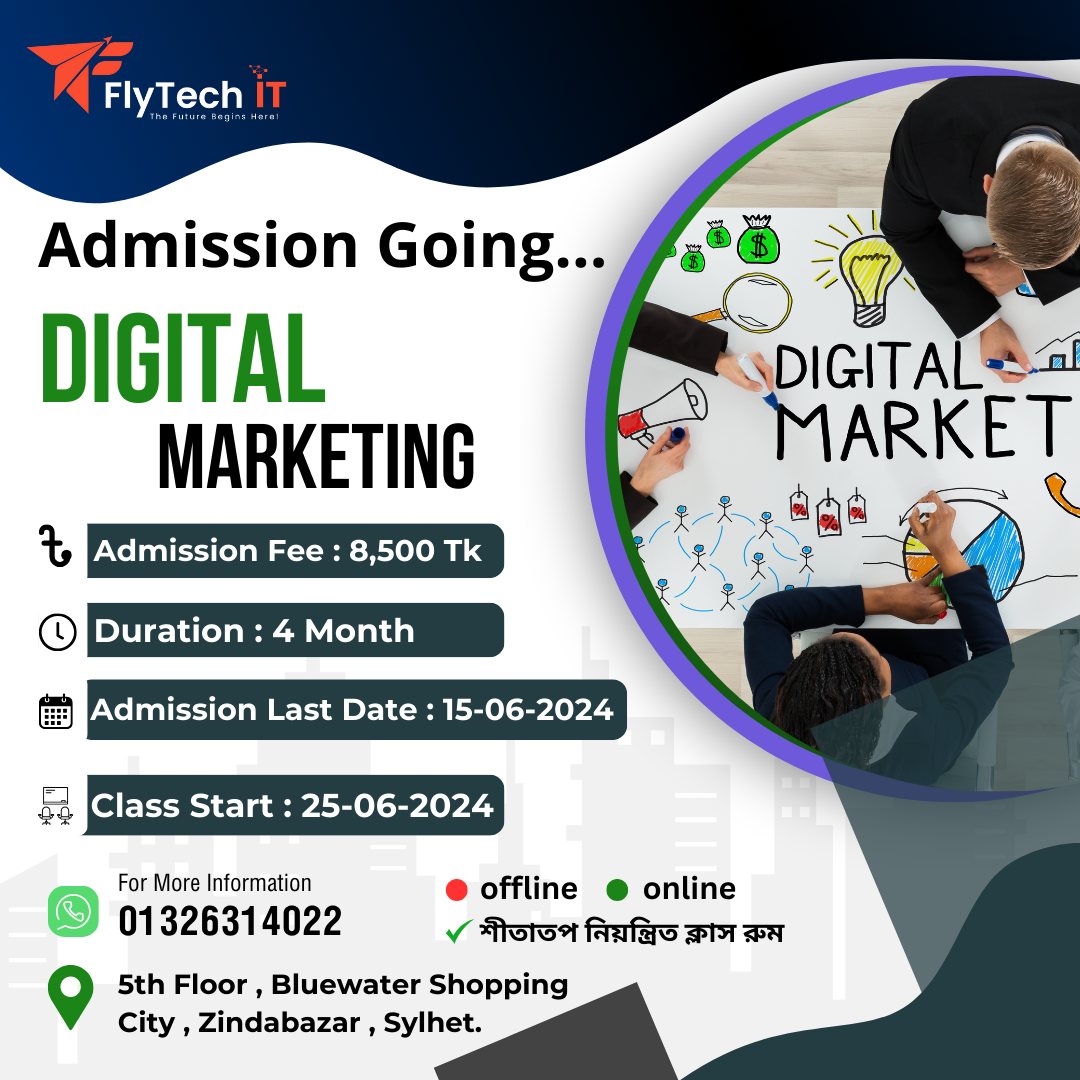 FlyTech IT
The Future Begins Here!
Admission Going...
DIGITAL
MARKETING
Admission Fee : 8,500 Tk
Duration : 4 Month
Admission Last Date : 15-06-2024
Class Start : 25-06-2024
For More Information
01326314022
offline online
শীতাতপ নিয়ন্ত্রিত ক্লাস রুম
5th Floor , Bluewater Shopping
City , Zindabazar , Sylhet.
DIGITAL
MARKET